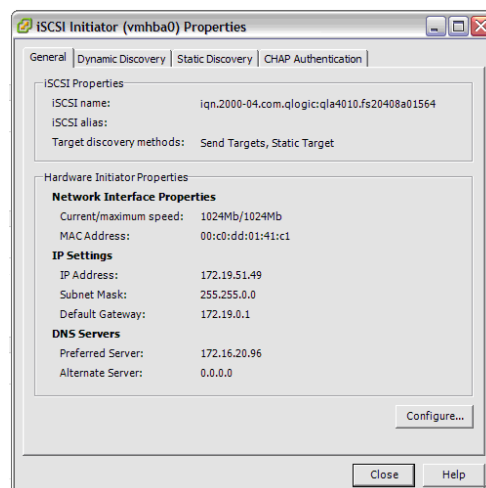 iSCSI Initiator (vmhba0) Properties
General Dynamic Discovery Static Discovery CHAP Authentication
iSCSI Properties
iSCSI name: iqn.2000-04.com.qlogic:qla4010.fs20408a01564
iSCSI alias:
Target discovery methods: Send Targets, Static Target
Hardware Initiator Properties
Network Interface Properties
Current/maximum speed: 1024Mb/1024Mb
MAC Address: 00:c0:dd:01:41:c1
IP Settings
IP Address: 172.19.51.49
Subnet Mask: 255.255.0.0
Default Gateway: 172.19.0.1
DNS Servers
Preferred Server: 172.16.20.96
Alternate Server: 0.0.0.0
Configure...
Close Help